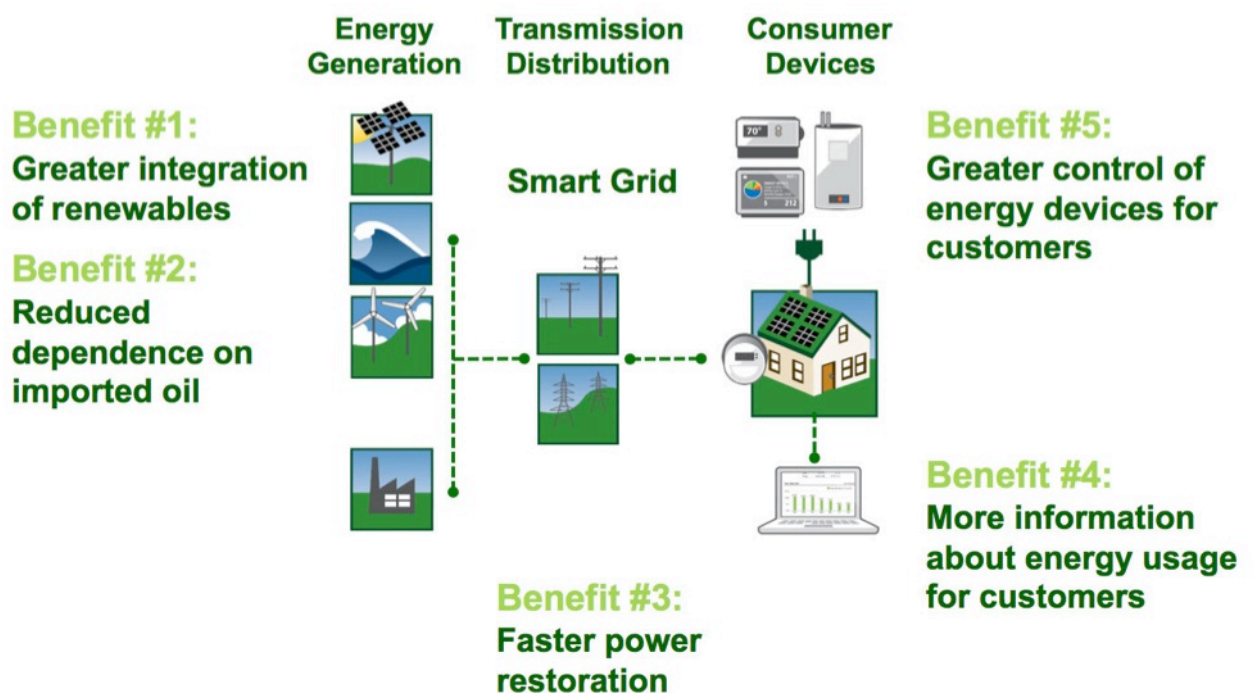 Energy
Generation
Transmission
Distribution
Consumer
Devices
Benefit #1:
Greater integration
of renewables
Benefit #2:
Reduced
dependence on
imported oil
Smart Grid
70°
212
Benefit #5:
Greater control of
energy devices for
customers
Benefit #4:
More information
about energy usage
for customers
Benefit #3:
Faster power
restoration